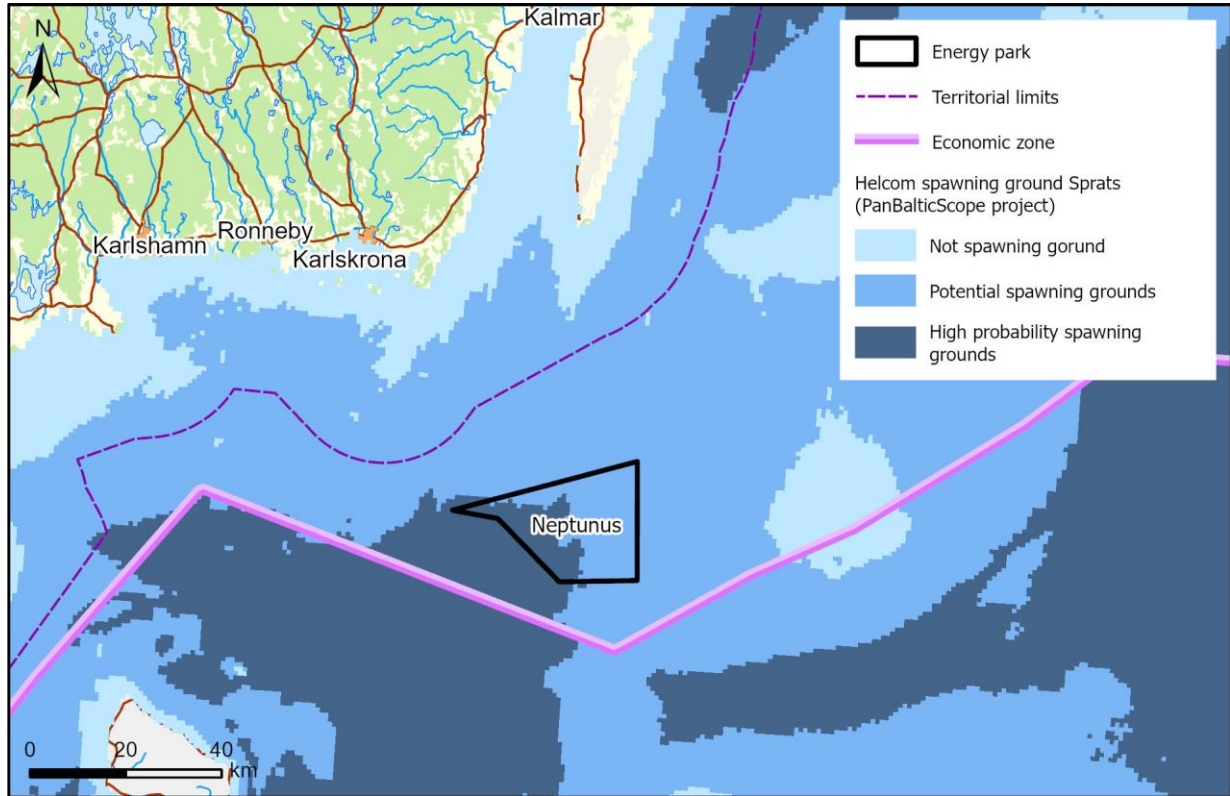 Kalmar
N
Karlshamn
Ronneby
Karlskrona
Neptunus
0 20 40
km
Energy park
Territorial limits
Economic zone
Helcom spawning ground Sprats
(PanBalticScope project)
Not spawning gorund
Potential spawning grounds
High probability spawning
grounds